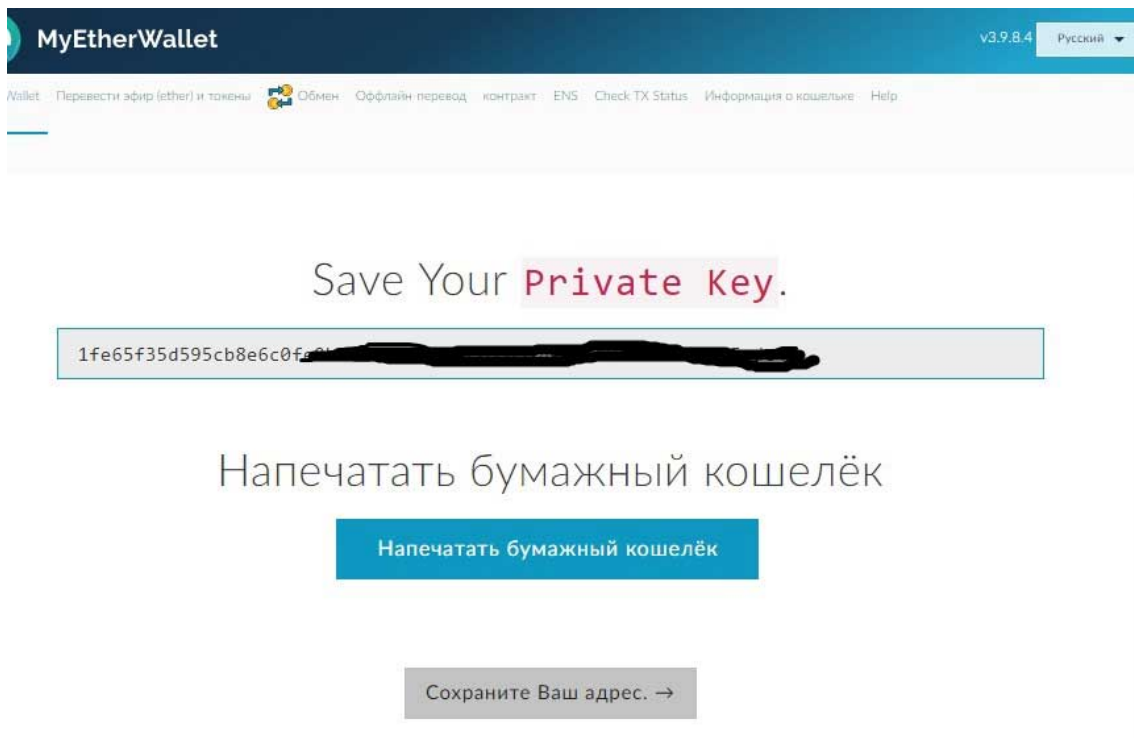 MyEtherWallet
v3.9.8.4 Русский
Wallet Перевести эфир (ether) и токены Обмен Оффлайн-перевод контракт ENS Check TX Status Информация о кошельке Help
Save Your Private Key.
Напечатать бумажный кошелёк
Напечатать бумажный кошелёк
Сохраните Ваш адрес. →